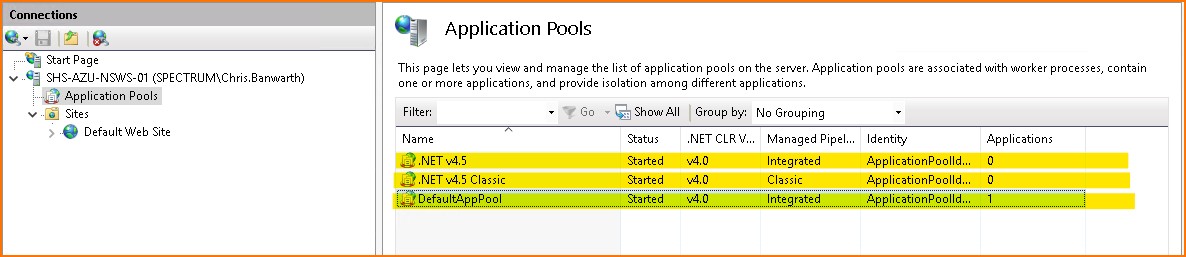 Connections
Start Page
SHS-AZU-NSWS-01 (SPECTRUM\Chris.Banwarth)
Application Pools
Sites
Default Web Site
Application Pools
This page lets you view and manage the list of application pools on the server. Application pools are associated with worker processes, contain
one or more applications, and provide isolation among different applications.
Filter: Go Show All Group by: No Grouping
Name Status .NET CLR V... Managed Pipel... Identity Applications
.NET v4.5 Started v4.0 Integrated ApplicationPoolId... 0
.NET v4.5 Classic Started v4.0 Classic ApplicationPoolId... 0
DefaultAppPool Started v4.0 Integrated ApplicationPoolId... 1